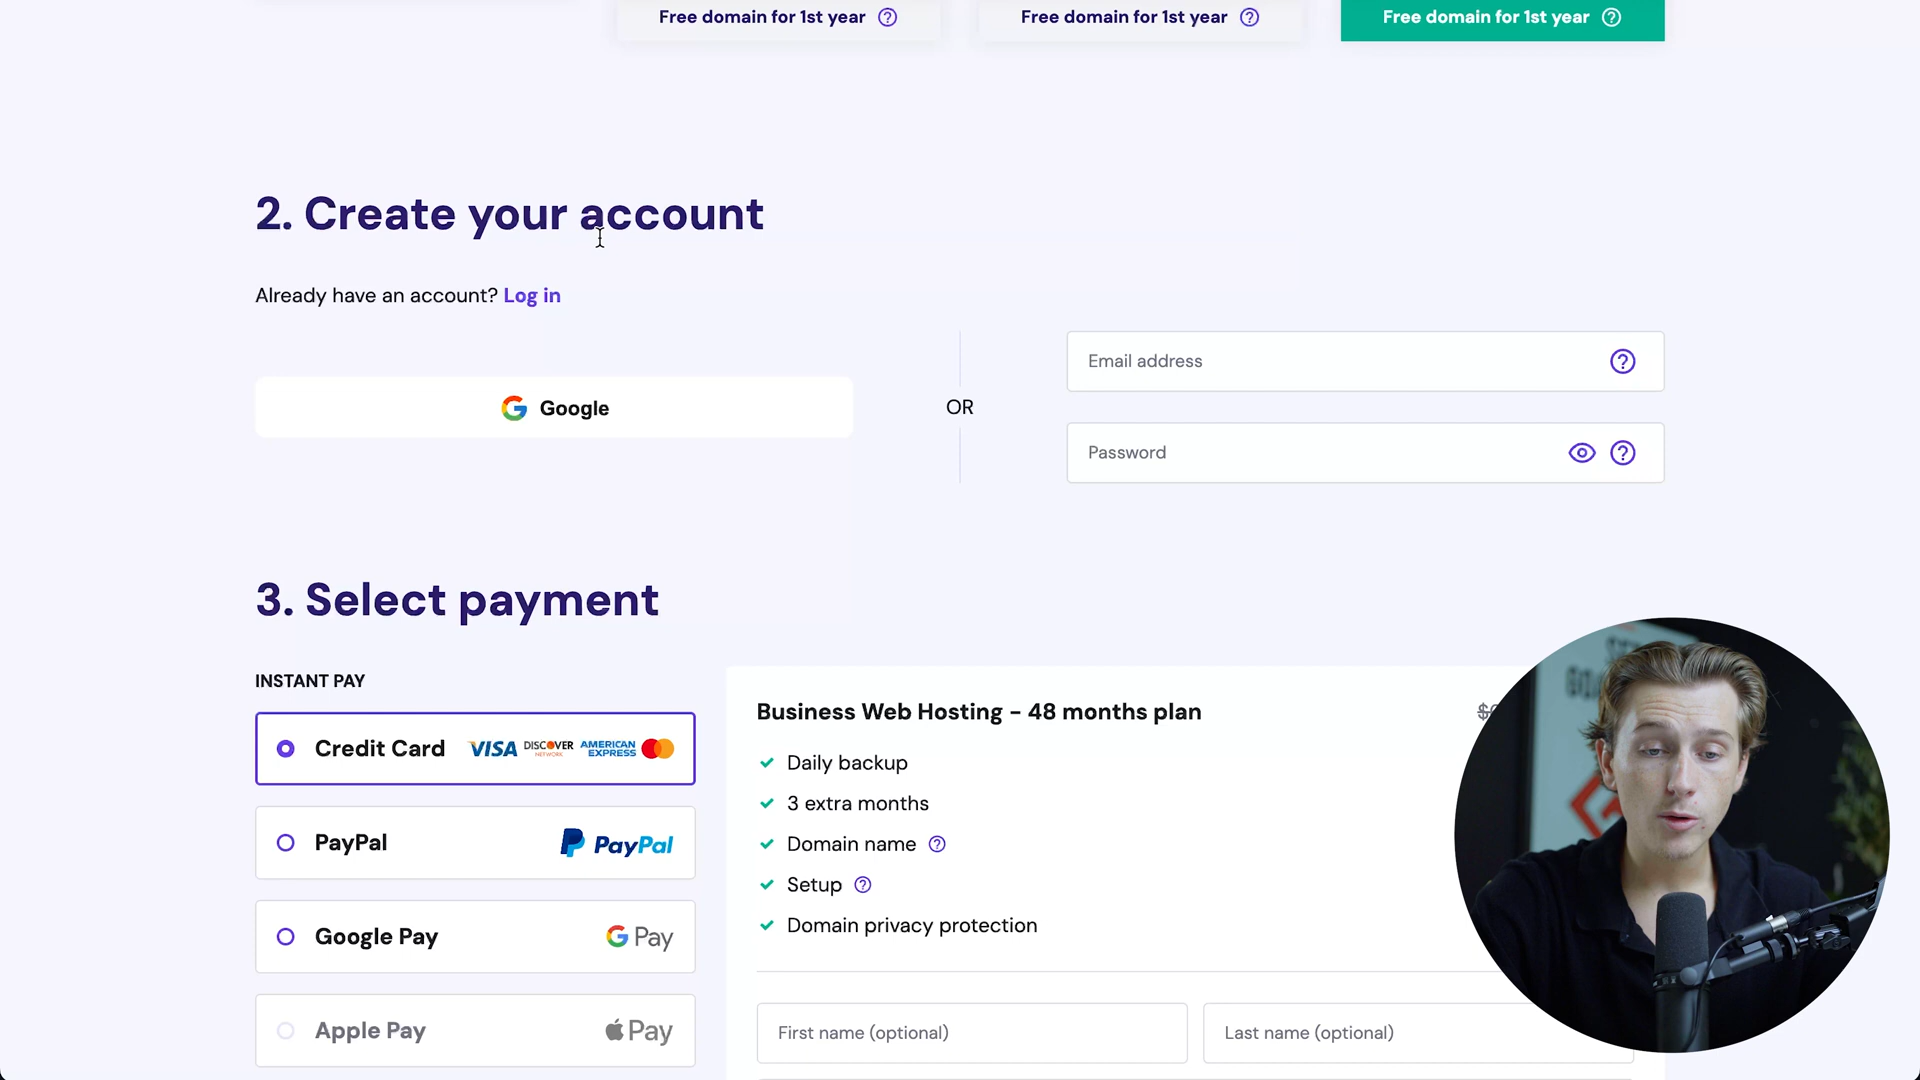 Free domain for 1st year
Free domain for 1st year
Free domain for 1st year
2. Create your account
Already have an account? Log in
Google
OR
Email address
Password
3. Select payment
INSTANT PAY
Credit Card VISA DISCOVER NETWORK AMERICAN EXPRESS
PayPal PayPal
Google Pay G Pay
Apple Pay Pay
Business Web Hosting – 48 months plan
Daily backup
3 extra months
Domain name
Setup
Domain privacy protection
First name (optional)
Last name (optional)